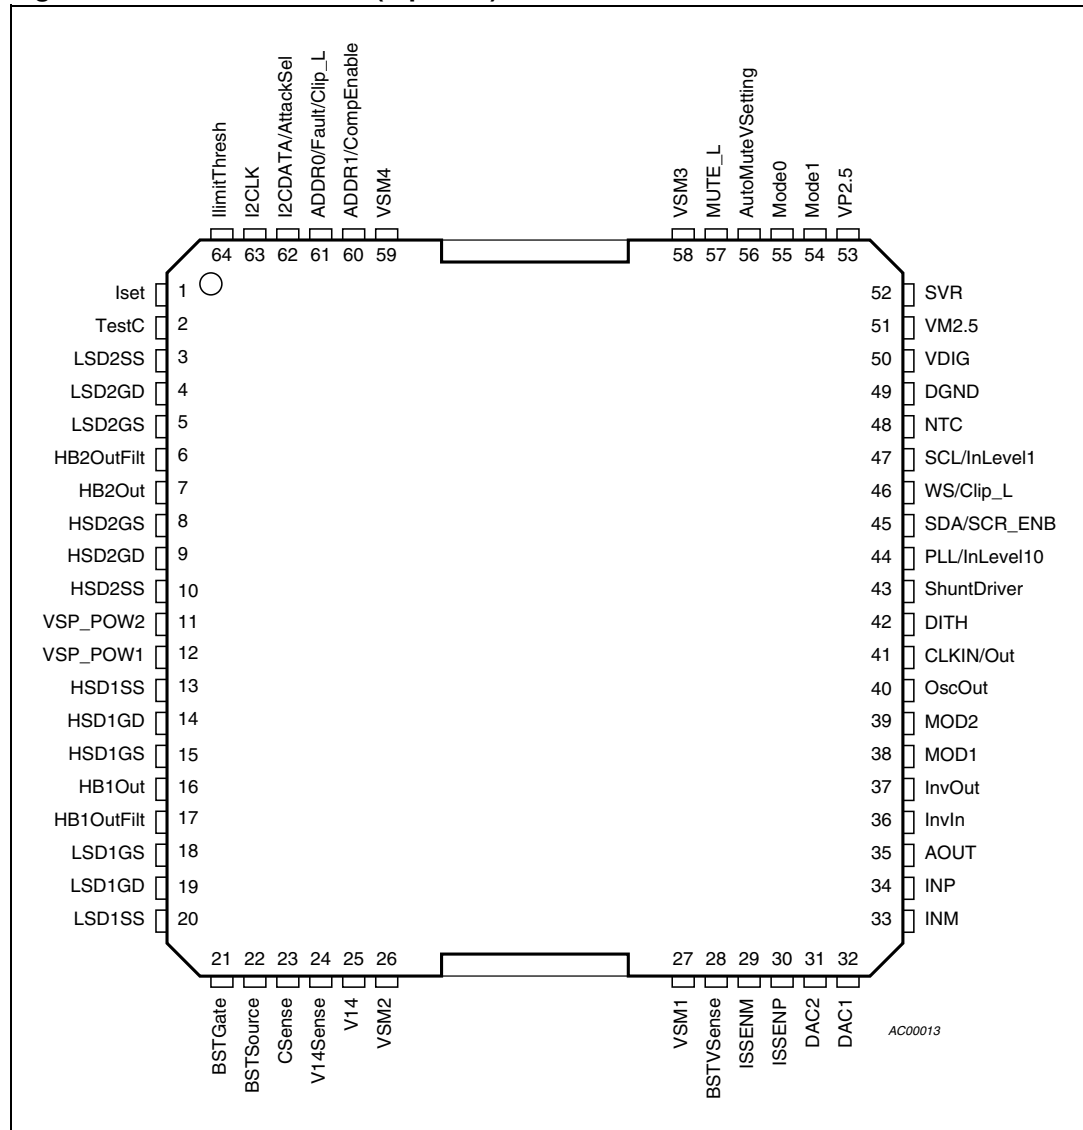 IlimitThresh
I2CLK
I2CDATA/AttackSel
ADDR0/Fault/Clip_L
ADDR1/CompEnable
VSM4
VSM3
MUTE_L
AutoMuteVSetting
Mode0
Mode1
VP2.5
64 63 62 61 60 59 58 57 56 55 54 53
Iset 1
TestC 2
LSD2SS 3
LSD2GD 4
LSD2GS 5
HB2OutFilt 6
HB2Out 7
HSD2GS 8
HSD2GD 9
HSD2SS 10
VSP_POW2 11
VSP_POW1 12
HSD1SS 13
HSD1GD 14
HSD1GS 15
HB1Out 16
HB1OutFilt 17
LSD1GS 18
LSD1GD 19
LSD1SS 20
52 SVR
51 VM2.5
50 VDIG
49 DGND
48 NTC
47 SCL/InLevel1
46 WS/Clip_L
45 SDA/SCR_ENB
44 PLL/InLevel10
43 ShuntDriver
42 DITH
41 CLKIN/Out
40 OscOut
39 MOD2
38 MOD1
37 InvOut
36 InvIn
35 AOUT
34 INP
33 INM
21 22 23 24 25 26 27 28 29 30 31 32
BSTGate
BSTSource
CSense
V14Sense
V14
VSM2
VSM1
BSTVSense
ISSENM
ISSENP
DAC2
DAC1
AC00013